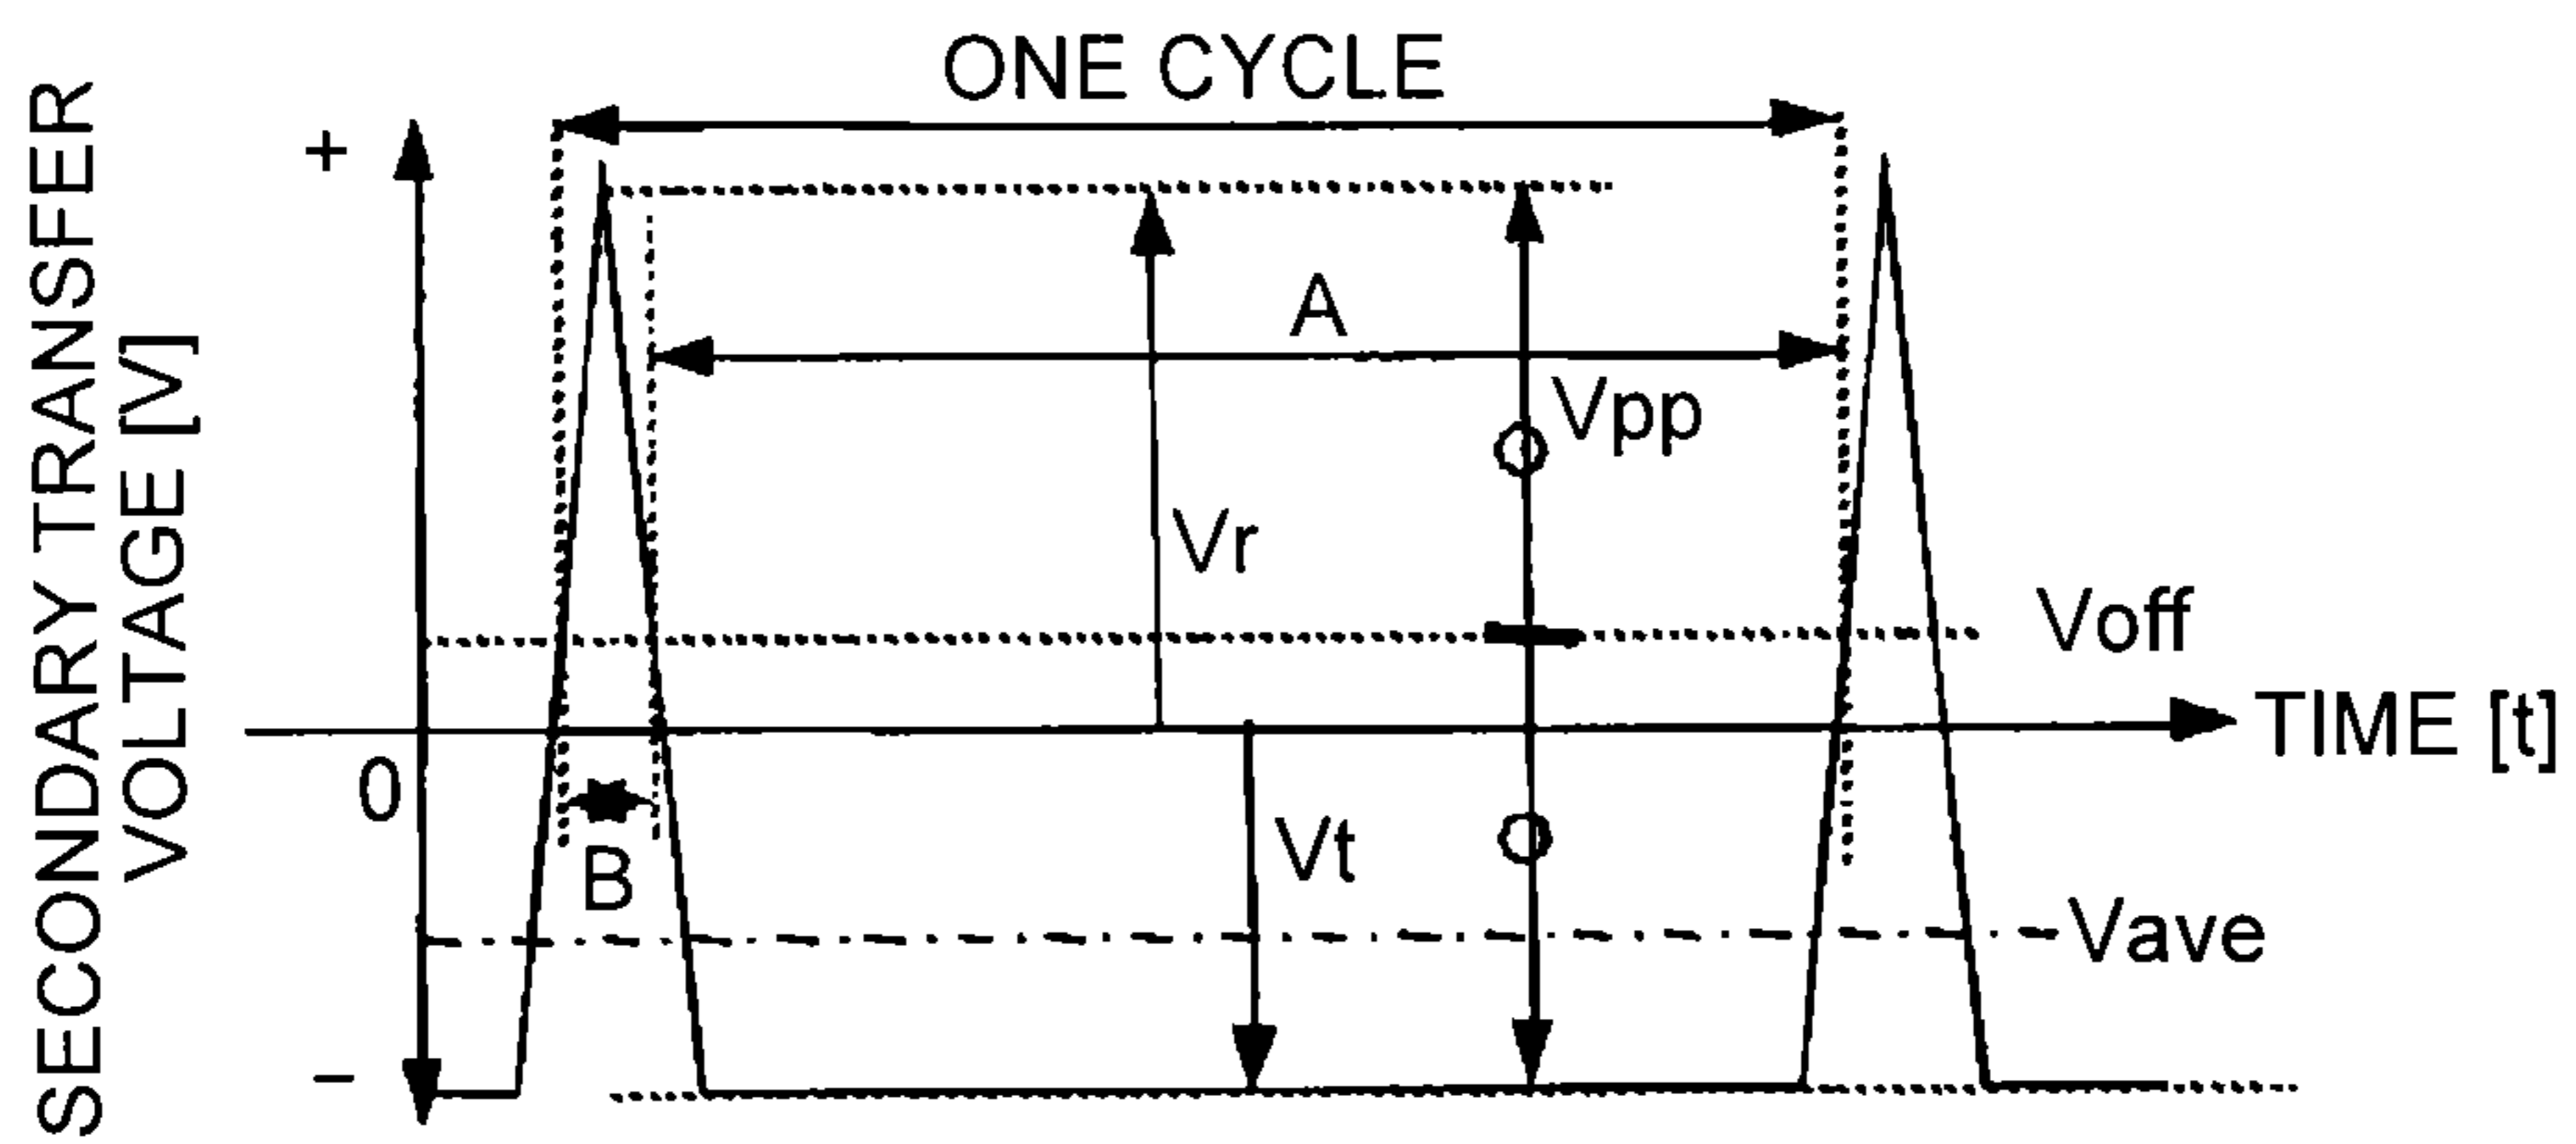 SECONDARY TRANSFER
VOLTAGE [V]
ONE CYCLE
+
A
Vpp
Vr
Voff
TIME [t]
0
B
Vt
Vave
−